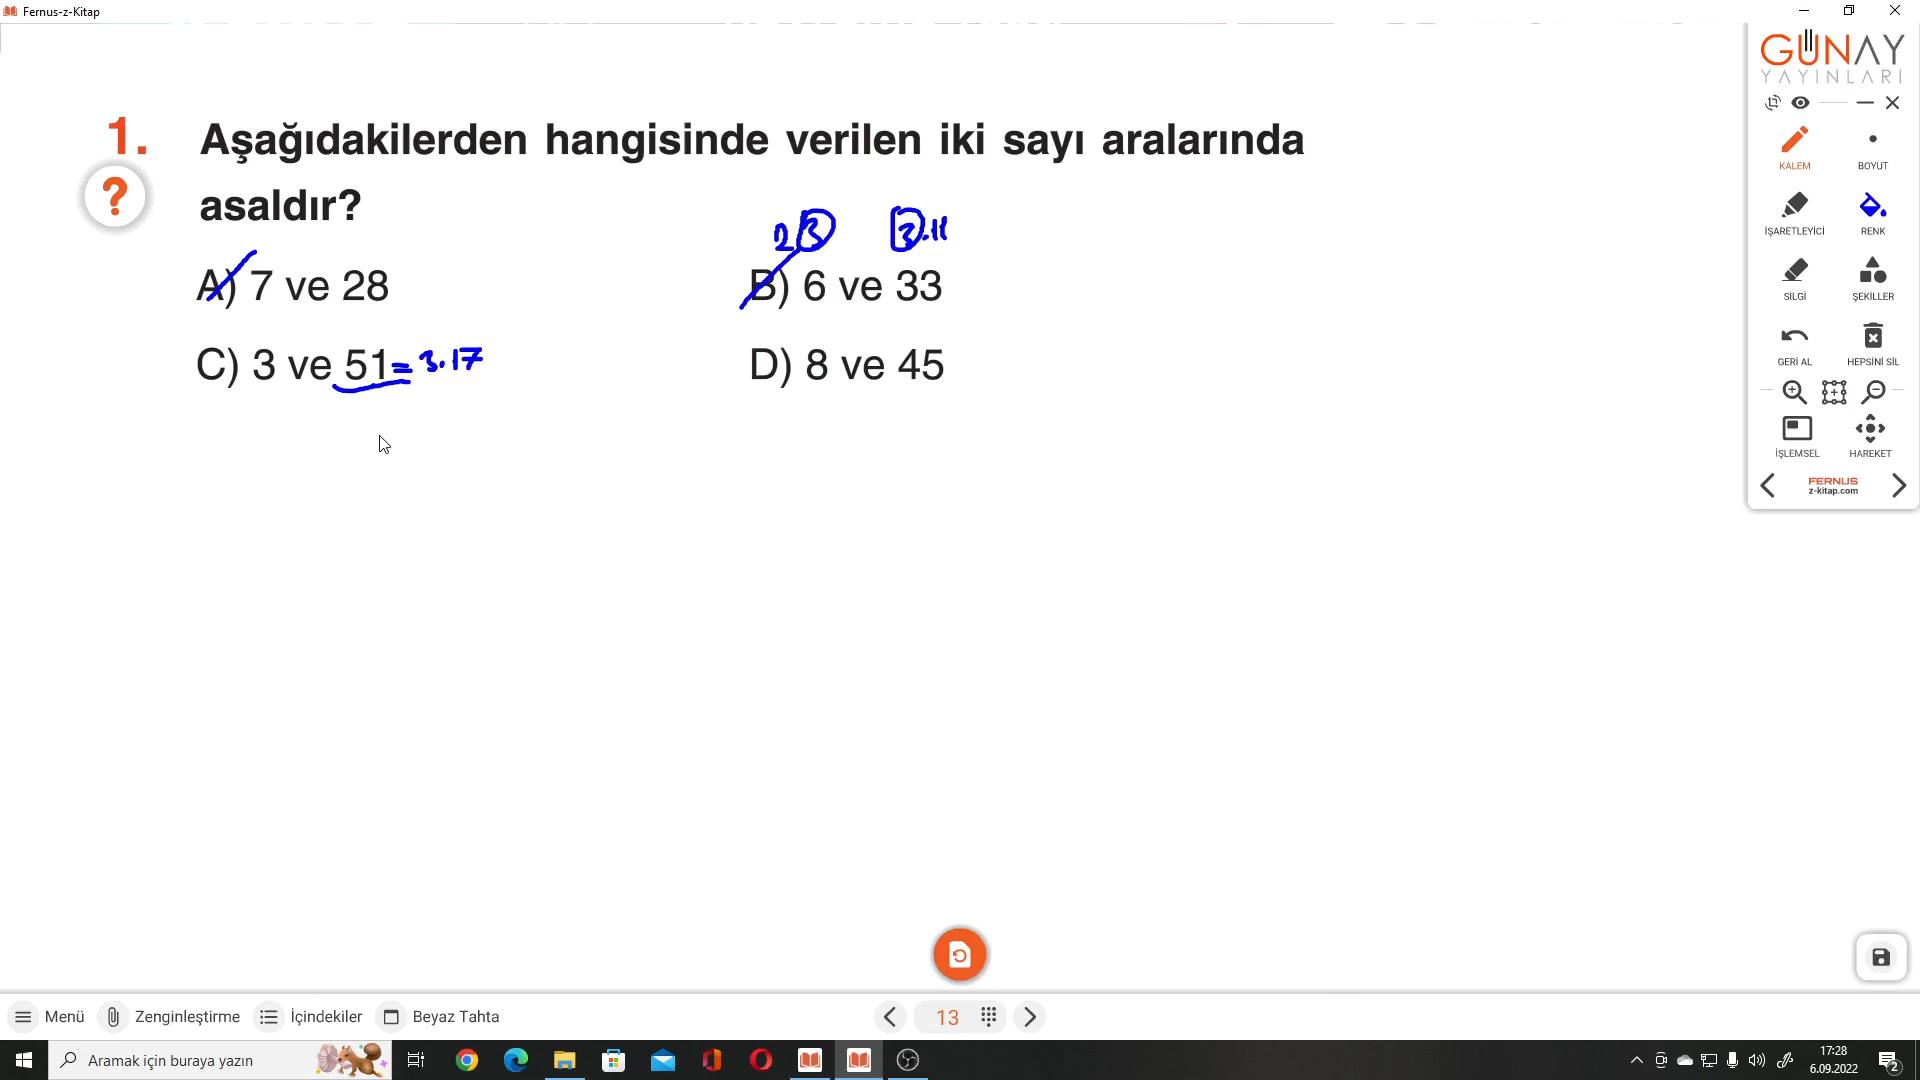 Fernus-z-Kitap
GÜNAY
YAYINLARI
1. Aşağıdakilerden hangisinde verilen iki sayı aralarında
asaldır?
?
2 3 3.11
A) 7 ve 28 B) 6 ve 33
C) 3 ve 51 = 3.17 D) 8 ve 45
KALEM BOYUT
İŞARETLEYİCİ RENK
SİLGİ ŞEKİLLER
GERİ AL HEPSİNİ SİL
İŞLEMSEL HAREKET
FERNUS
z-kitap.com
Menü Zenginleştirme İçindekiler Beyaz Tahta 13
Aramak için buraya yazın
17:28
6.09.2022
2